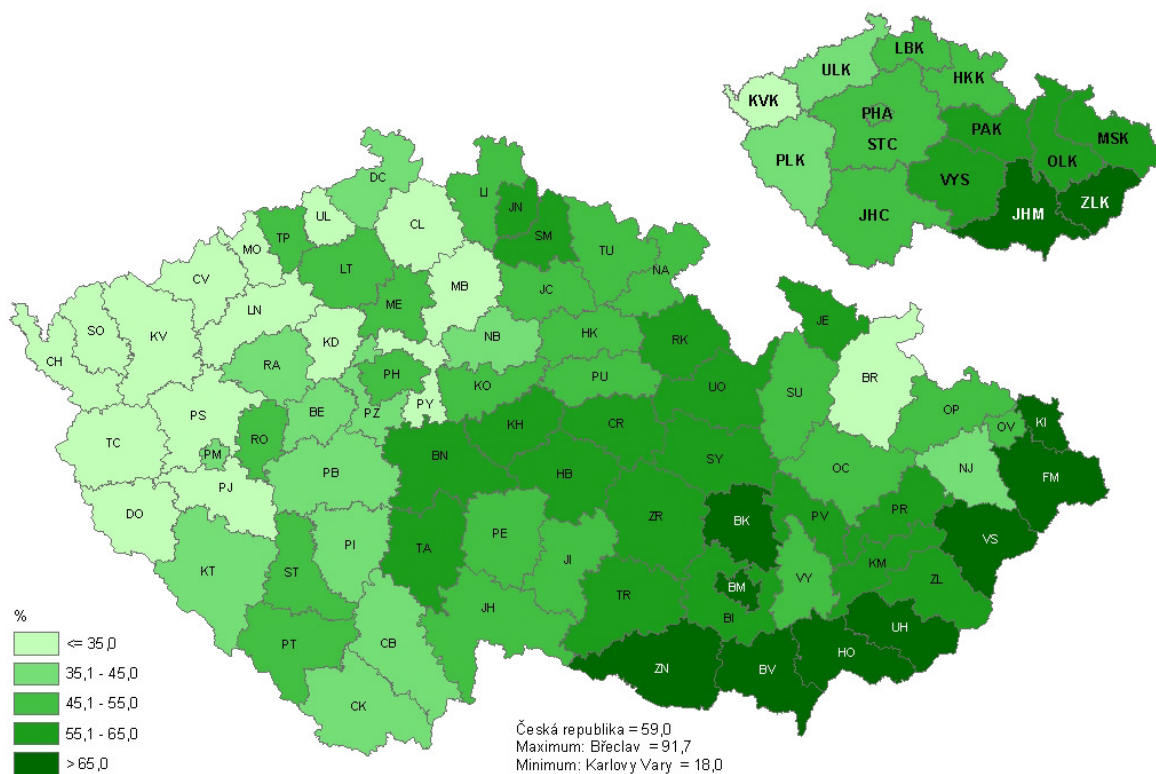 LBK
ULK
HKK
KVK
PHA
PAK
STC
MSK
PLK
OLK
VYS
ZLK
JHC
JHM
DC
LI
JN
UL
CL
SM
TP
MO
TU
CV
LT
NA
MB
JC
ME
LN
SO
KV
KD
NB
HK
RK
JE
CH
RA
PH
KO
PU
BR
UO
SU
PS
BE
PZ
PY
OP
KI
TC
RO
KH
CR
OV
PM
BN
SY
OC
NJ
FM
PB
HB
PJ
DO
ZR
BK
PV
PR
VS
PE
TA
PI
JI
KT
ST
KM
ZL
VY
BM
TR
BI
JH
UH
PT
CB
HO
ZN
BV
CK
%
<= 35,0
35,1 - 45,0
45,1 - 55,0
55,1 - 65,0
> 65,0
Česká republika = 59,0
Maximum: Břeclav = 91,7
Minimum: Karlovy Vary = 18,0